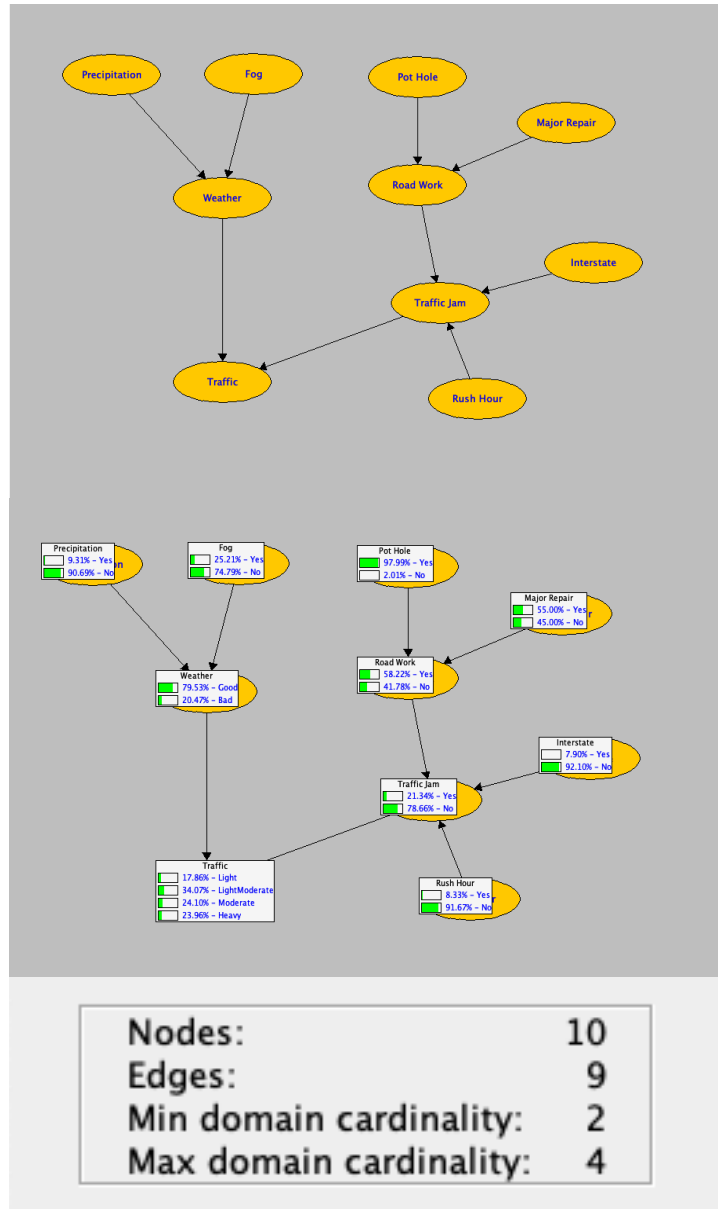 Precipitation
Fog
Pot Hole
Major Repair
Weather
Road Work
Interstate
Traffic Jam
Traffic
Rush Hour
Precipitation
9.31% - Yes
90.69% - No
Fog
25.21% - Yes
74.79% - No
Pot Hole
97.99% - Yes
2.01% - No
Major Repair
55.00% - Yes
45.00% - No
Weather
79.53% - Good
20.47% - Bad
Road Work
58.22% - Yes
41.78% - No
Interstate
7.90% - Yes
92.10% - No
Traffic Jam
21.34% - Yes
78.66% - No
Traffic
17.86% - Light
34.07% - LightModerate
24.10% - Moderate
23.96% - Heavy
Rush Hour
8.33% - Yes
91.67% - No
Nodes: 10
Edges: 9
Min domain cardinality: 2
Max domain cardinality: 4